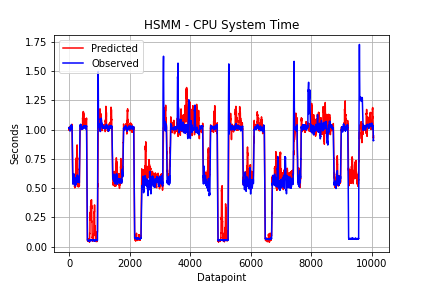 HSMM - CPU System Time
Predicted
Observed
Seconds
1.75
1.50
1.25
1.00
0.75
0.50
0.25
0.00
0 2000 4000 6000 8000 10000
Datapoint